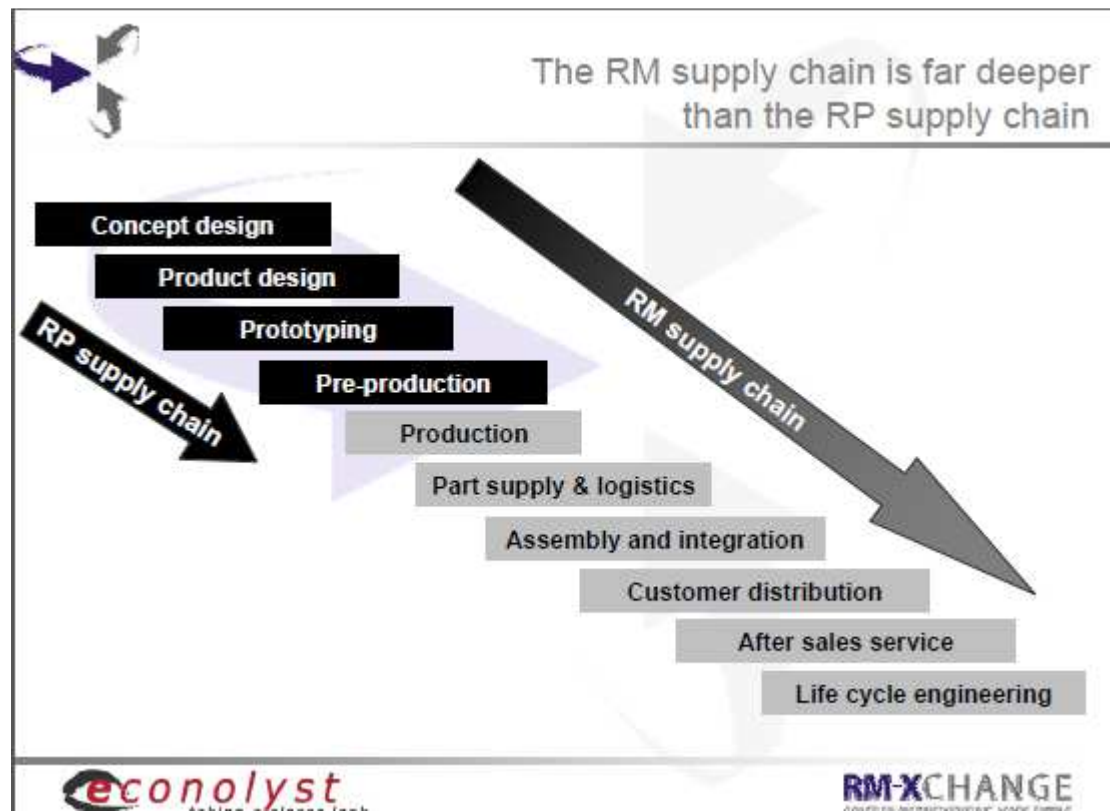 The RM supply chain is far deeper
than the RP supply chain
Concept design
Product design
Prototyping
Pre-production
Production
Part supply & logistics
Assembly and integration
Customer distribution
After sales service
Life cycle engineering
RP supply chain
RM supply chain
econolyst
RM-XCHANGE